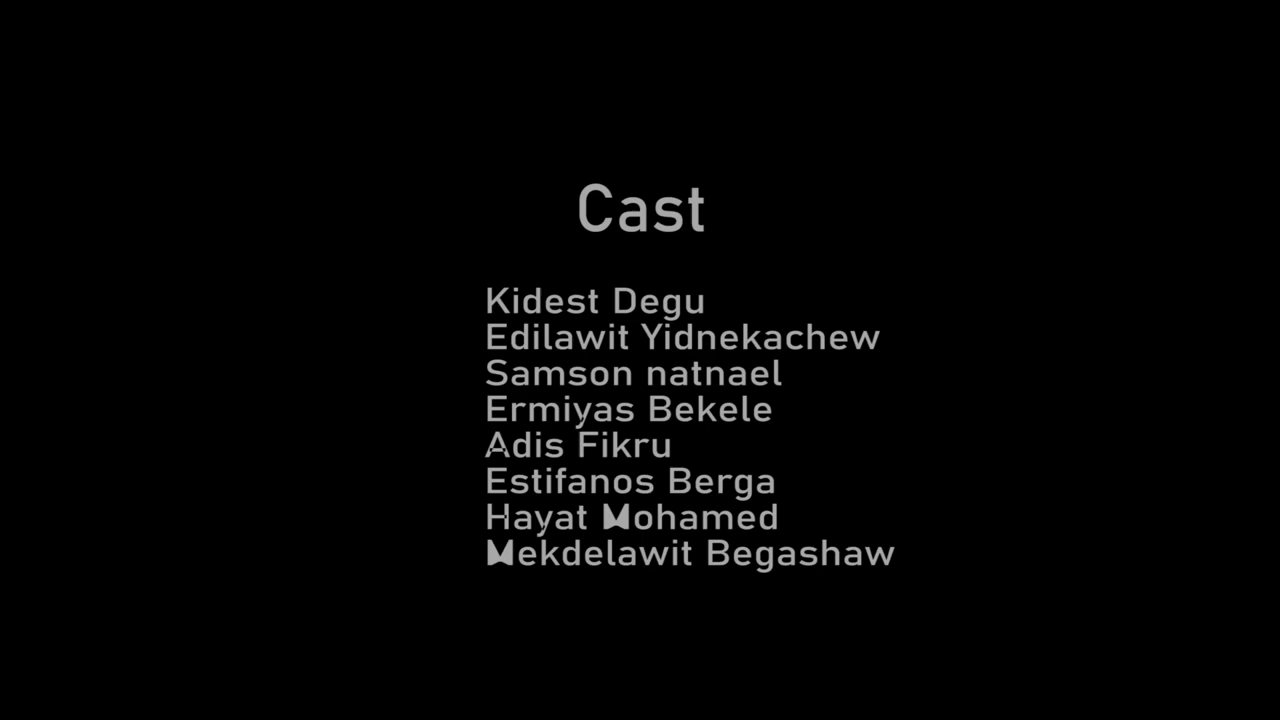 Cast
Kidest Degu
Edilawit Yidnekachew
Samson natnael
Ermiyas Bekele
Adis Fikru
Estifanos Berga
Hayat Mohamed
Mekdelawit Begashaw